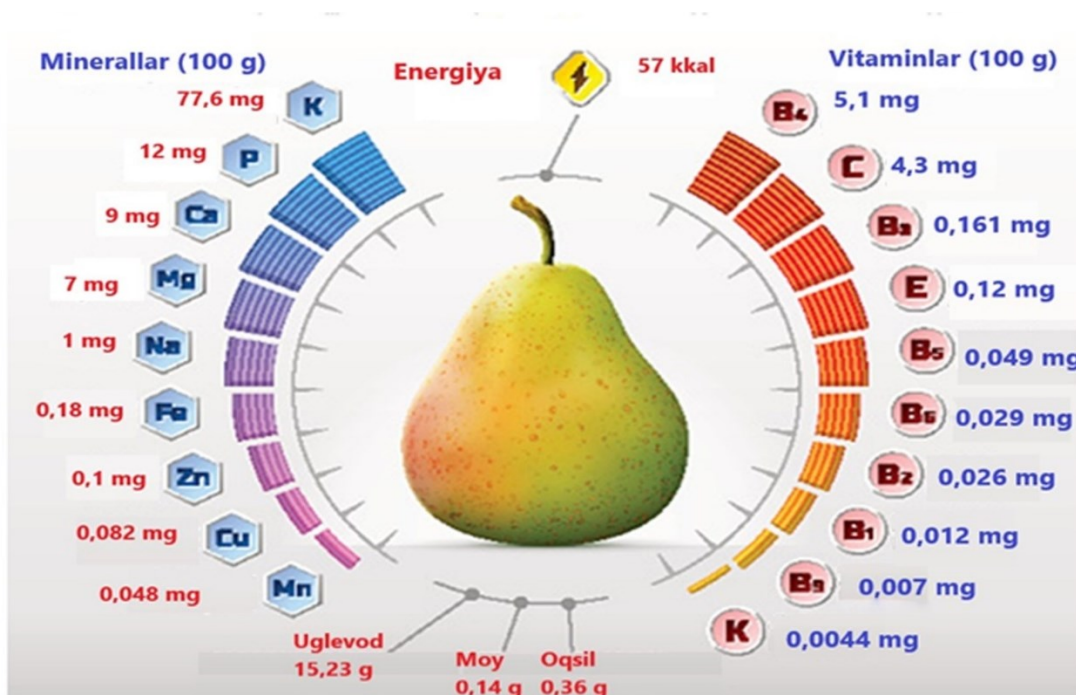 Minerallar (100 g)
77,6 mg K
12 mg P
9 mg Ca
7 mg Mg
1 mg Na
0,18 mg Fe
0,1 mg Zn
0,082 mg Cu
0,048 mg Mn
Energiya 57 kkal
Vitaminlar (100 g)
B4 5,1 mg
C 4,3 mg
B3 0,161 mg
E 0,12 mg
B5 0,049 mg
B6 0,029 mg
B2 0,026 mg
B1 0,012 mg
B9 0,007 mg
K 0,0044 mg
Uglevod
15,23 g
Moy
0,14 g
Oqsil
0,36 g